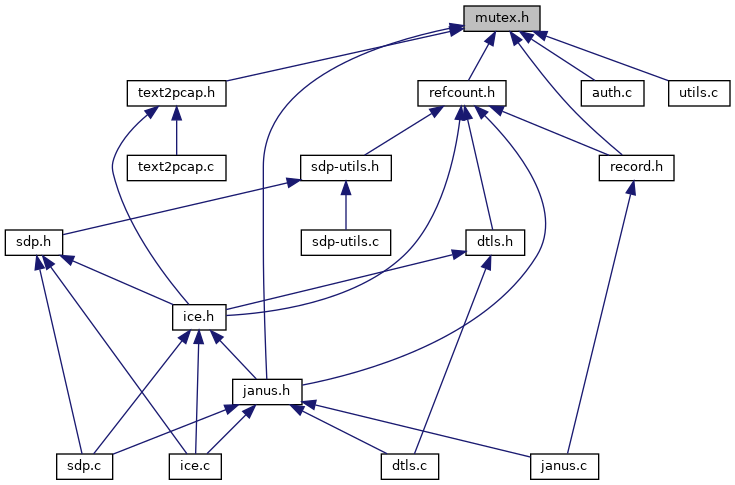 mutex.h
text2pcap.h
refcount.h
auth.c
utils.c
text2pcap.c
sdp-utils.h
record.h
sdp.h
sdp-utils.c
dtls.h
ice.h
janus.h
sdp.c
ice.c
dtls.c
janus.c